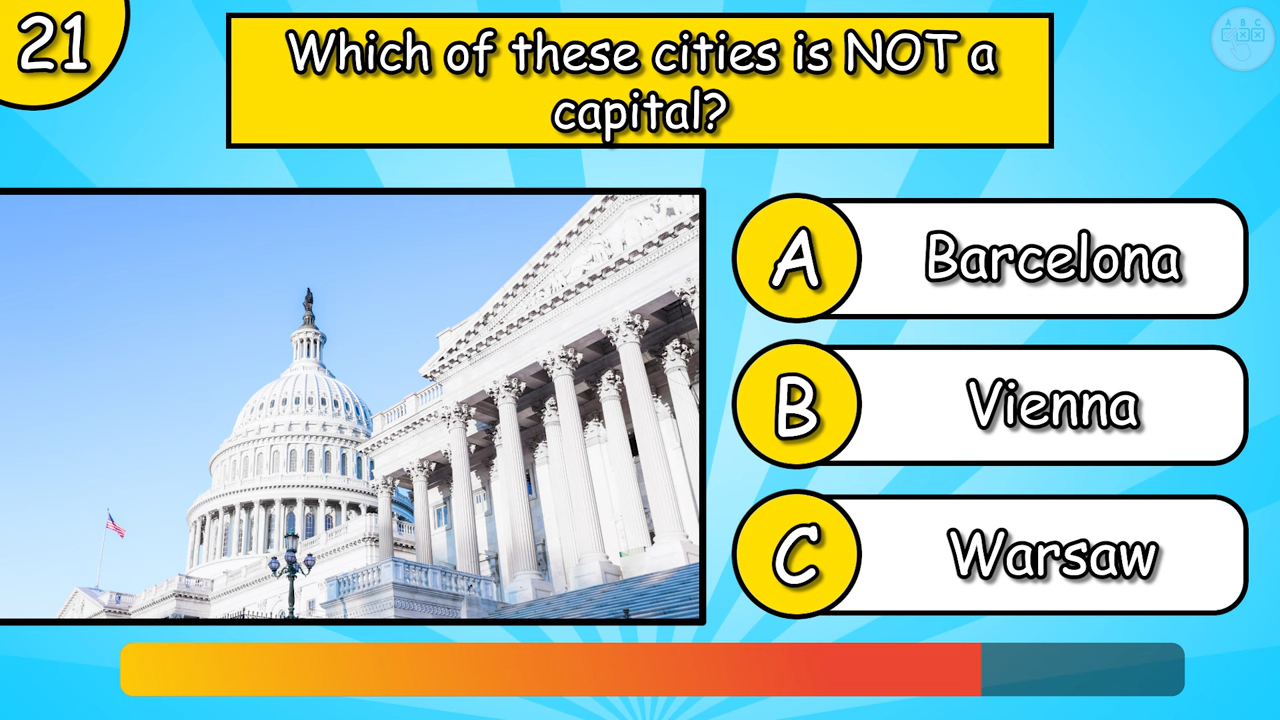 21
Which of these cities is NOT a
capital?
A B C
A Barcelona
B Vienna
C Warsaw